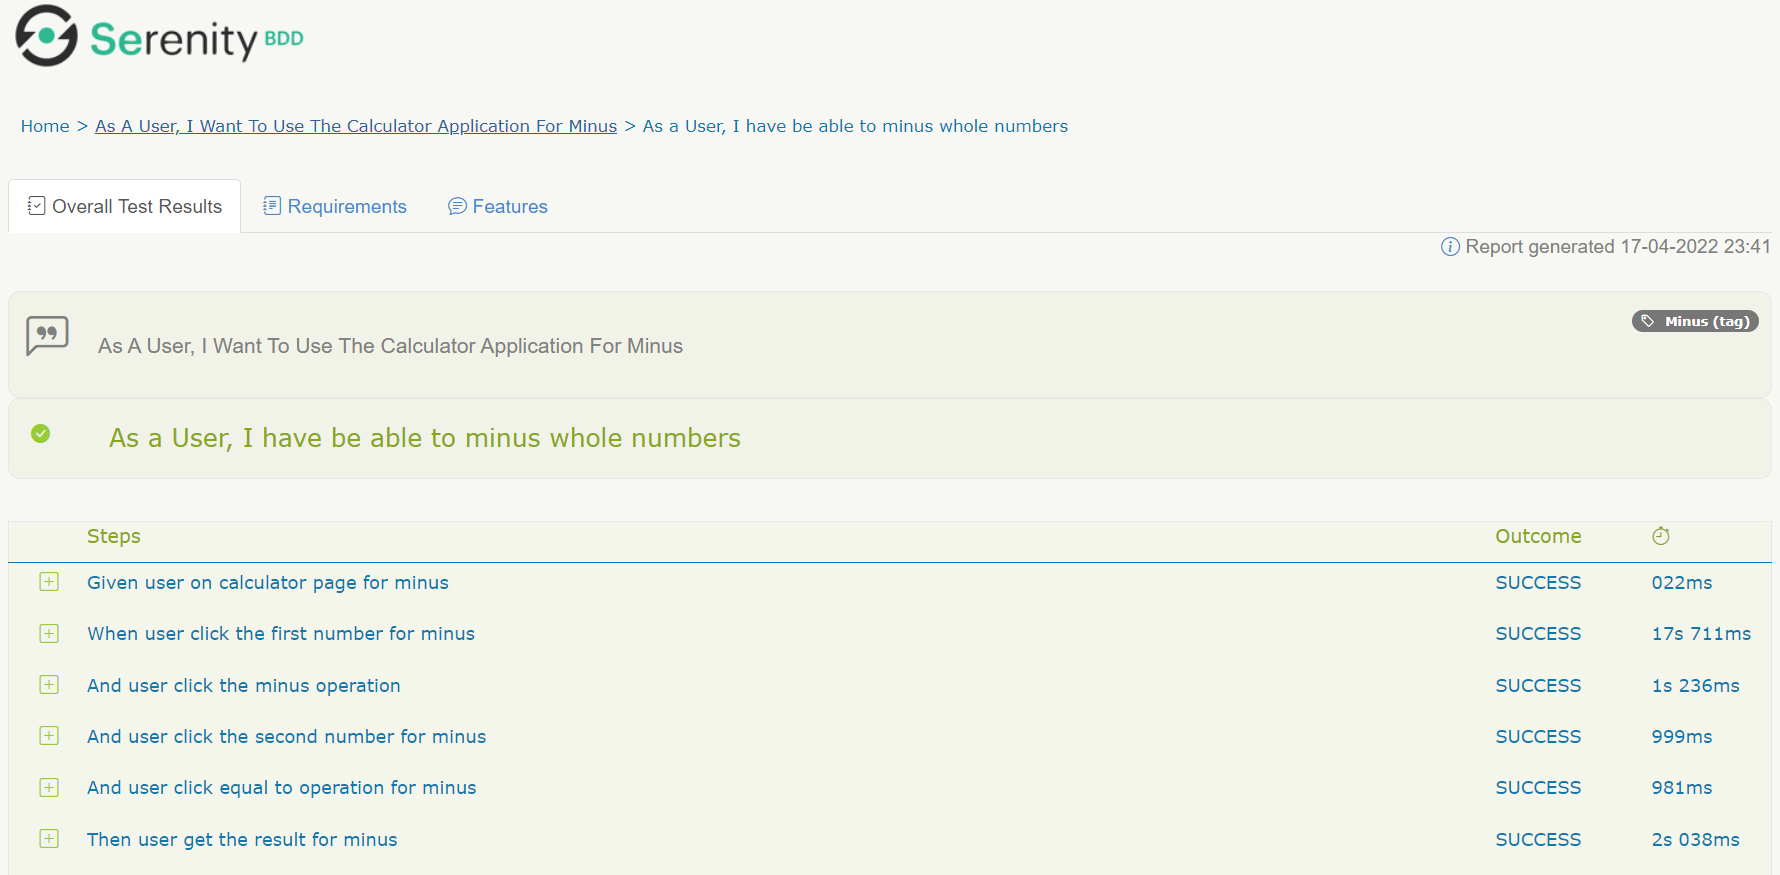 Serenity BDD
Home > As A User, I Want To Use The Calculator Application For Minus > As a User, I have be able to minus whole numbers
Overall Test Results Requirements Features
Report generated 17-04-2022 23:41
Minus (tag)
As A User, I Want To Use The Calculator Application For Minus
As a User, I have be able to minus whole numbers
Steps Outcome
Given user on calculator page for minus SUCCESS 022ms
When user click the first number for minus SUCCESS 17s 711ms
And user click the minus operation SUCCESS 1s 236ms
And user click the second number for minus SUCCESS 999ms
And user click equal to operation for minus SUCCESS 981ms
Then user get the result for minus SUCCESS 2s 038ms